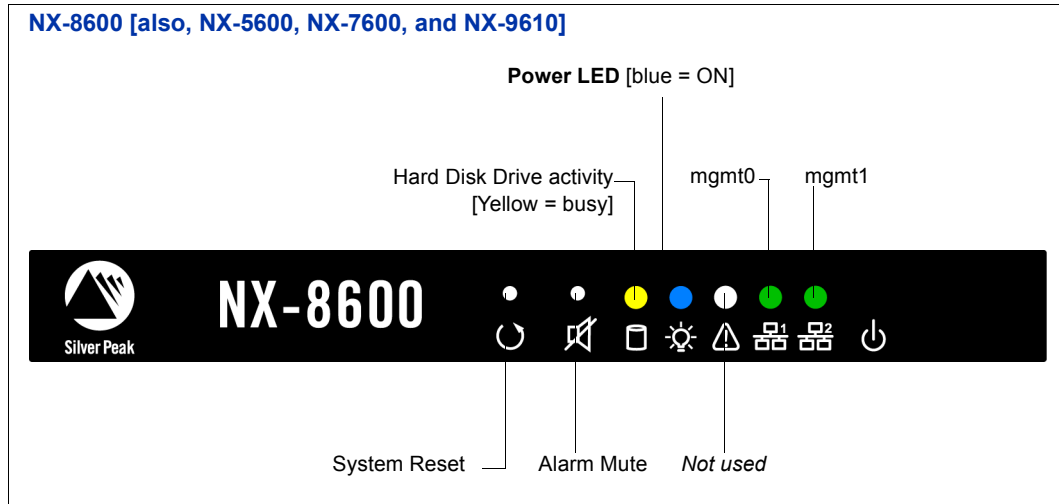 NX-8600 [also, NX-5600, NX-7600, and NX-9610]
Power LED [blue = ON]
Hard Disk Drive activity
[Yellow = busy]
mgmt0
mgmt1
Silver Peak
NX-8600
1
2
System Reset
Alarm Mute
Not used